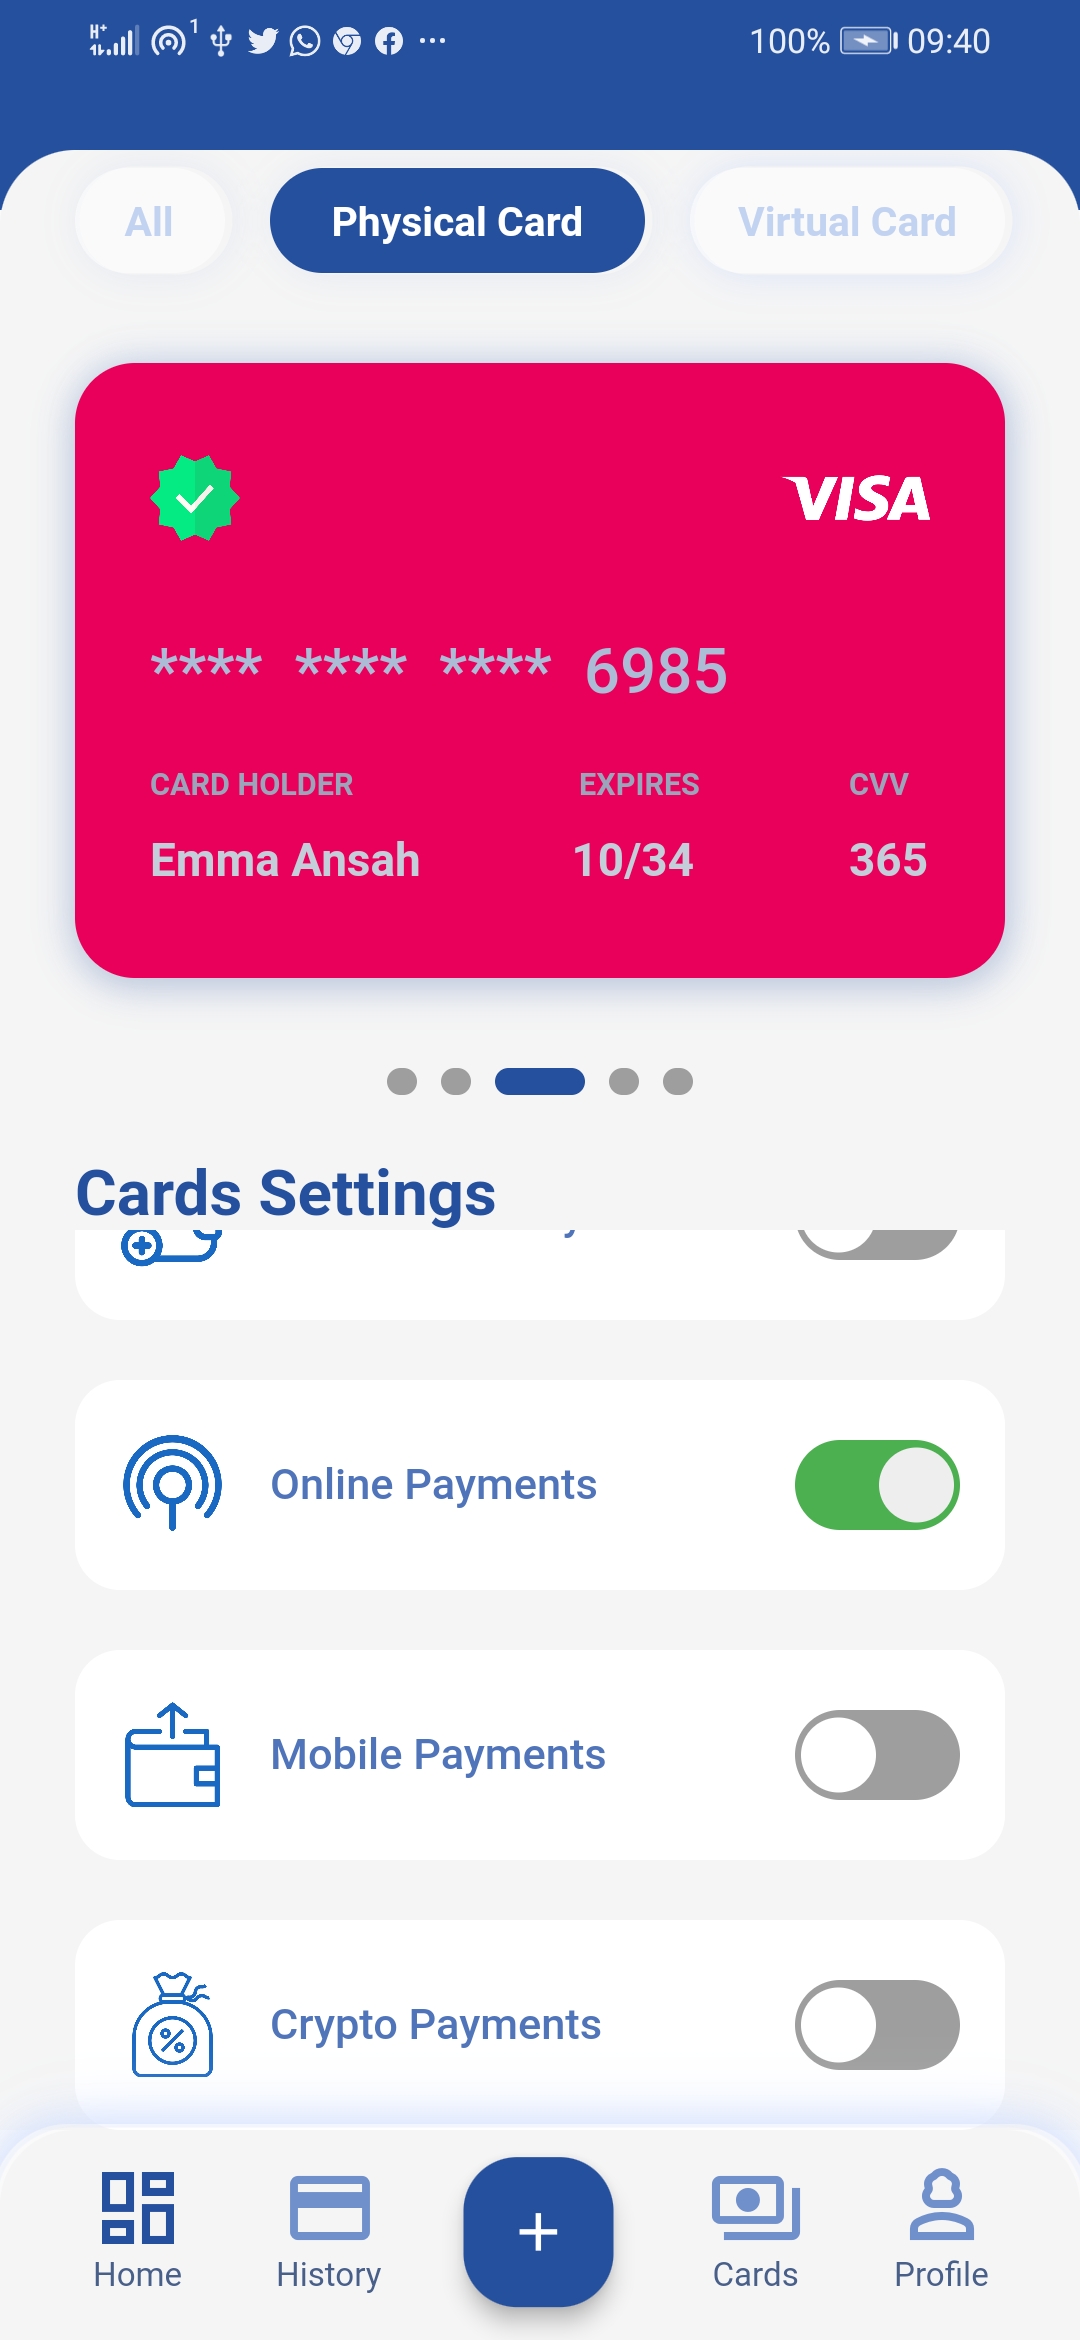 H+ 1 100% 09:40
All Physical Card Virtual Card
VISA
**** **** **** 6985
CARD HOLDER EXPIRES CVV
Emma Ansah 10/34 365
Cards Settings
Online Payments
Mobile Payments
Crypto Payments
+
Home History Cards Profile